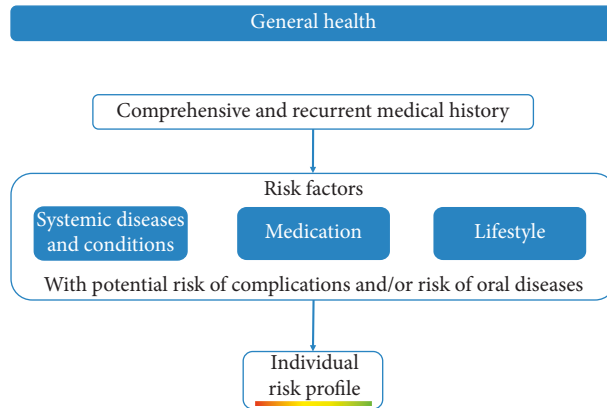 General health
Comprehensive and recurrent medical history
Risk factors
Systemic diseases
and conditions
Medication
Lifestyle
With potential risk of complications and/or risk of oral diseases
Individual
risk profile